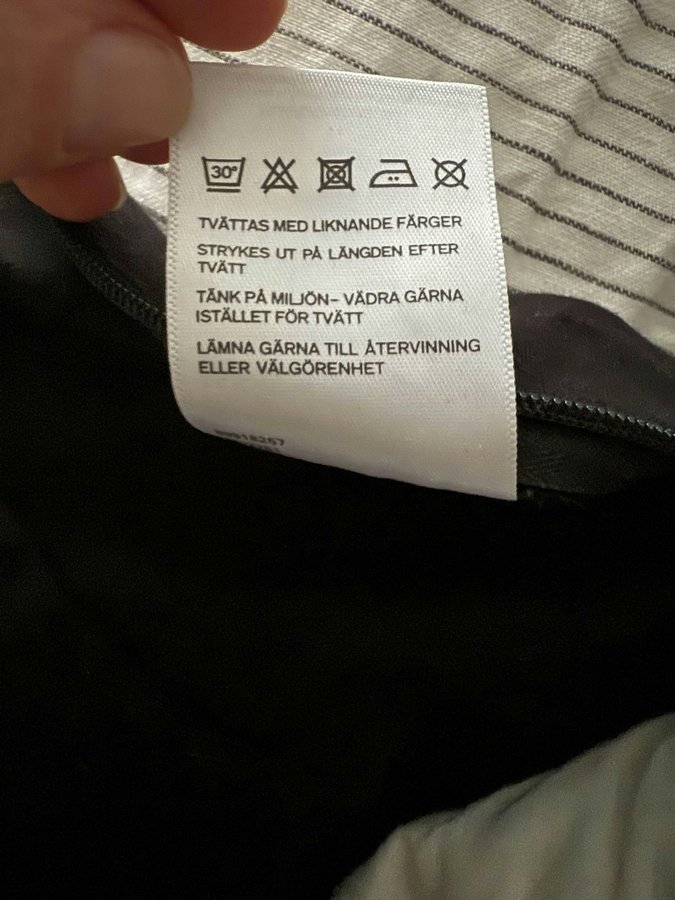 30°
TVÄTTAS MED LIKNANDE FÄRGER
STRYKES UT PÅ LÄNGDEN EFTER
TVÄTT
TÄNK PÅ MILJÖN- VÄDRA GÄRNA
ISTÄLLET FÖR TVÄTT
LÄMNA GÄRNA TILL ÅTERVINNING
ELLER VÄLGÖRENHET